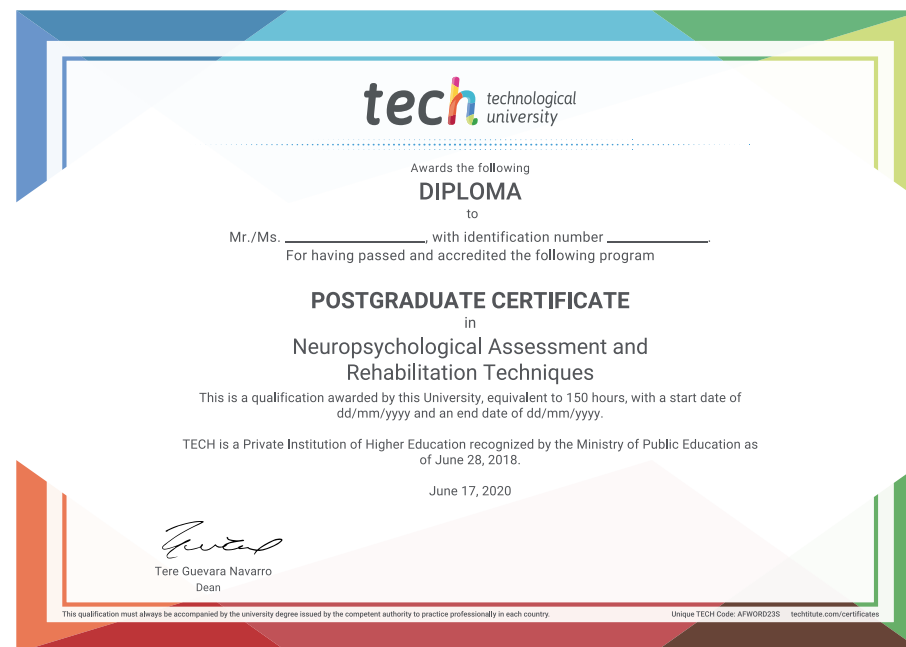 tech technological
university
Awards the following
DIPLOMA
to
Mr./Ms. ____________________, with identification number ______________.
For having passed and accredited the following program
POSTGRADUATE CERTIFICATE
in
Neuropsychological Assessment and
Rehabilitation Techniques
This is a qualification awarded by this University, equivalent to 150 hours, with a start date of
dd/mm/yyyy and an end date of dd/mm/yyyy.
TECH is a Private Institution of Higher Education recognized by the Ministry of Public Education as
of June 28, 2018.
June 17, 2020
Tere Guevara Navarro
Dean
This qualification must always be accompanied by the university degree issued by the competent authority to practice professionally in each country.
Unique TECH Code: AFWORD23S techtitute.com/certificates